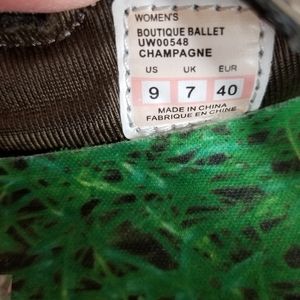 WOMEN'S
BOUTIQUE BALLET
UW00548
CHAMPAGNE
US UK EUR
9 7 40
MADE IN CHINA
FABRIQUE EN CHINE